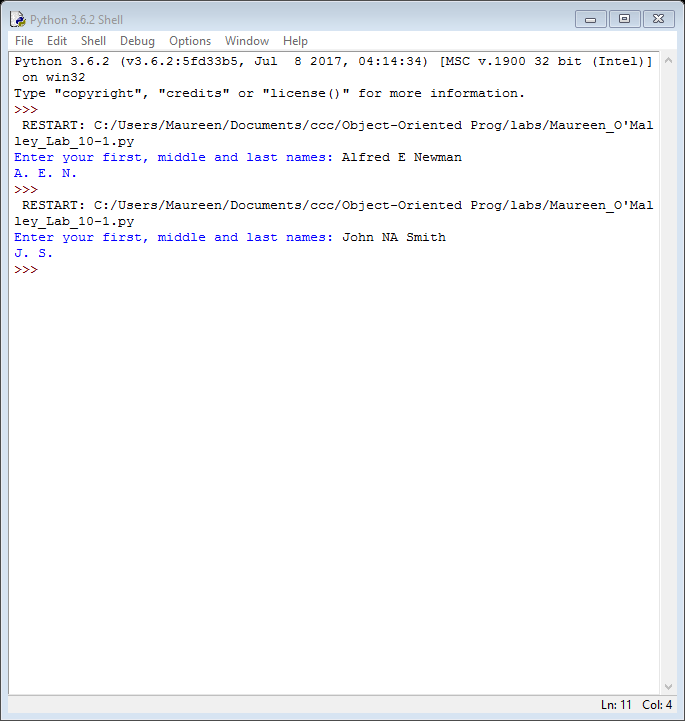 Python 3.6.2 Shell
File Edit Shell Debug Options Window Help
Python 3.6.2 (v3.6.2:5fd33b5, Jul  8 2017, 04:14:34) [MSC v.1900 32 bit (Intel)]
 on win32
Type "copyright", "credits" or "license()" for more information.
>>>
 RESTART: C:/Users/Maureen/Documents/ccc/Object-Oriented Prog/labs/Maureen_O'Mal
ley_Lab_10-1.py
Enter your first, middle and last names: Alfred E Newman
A. E. N.
>>>
 RESTART: C:/Users/Maureen/Documents/ccc/Object-Oriented Prog/labs/Maureen_O'Mal
ley_Lab_10-1.py
Enter your first, middle and last names: John NA Smith
J. S.
>>>
Ln: 11 Col: 4